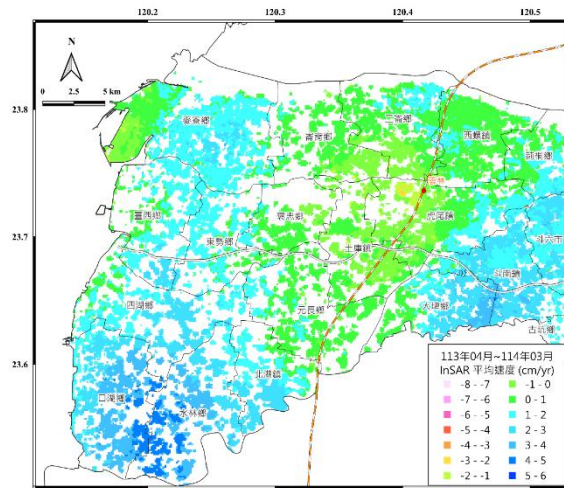 120.2 120.3 120.4 120.5
N
0 2.5 5 km
23.8
麥寮鄉
崙背鄉
二崙鄉
西螺鎮
莿桐鄉
雲林
臺西鄉
東勢鄉
褒忠鄉
土庫鎮
虎尾鎮
斗六市
斗南鎮
23.7
四湖鄉
元長鄉
大埤鄉
古坑鄉
23.6
北港鎮
口湖鄉
水林鄉
113年04月~114年03月
InSAR 平均速度 (cm/yr)
-8 - -7 -1 - 0
-7 - -6 0 - 1
-6 - -5 1 - 2
-5 - -4 2 - 3
-4 - -3 3 - 4
-3 - -2 4 - 5
-2 - -1 5 - 6